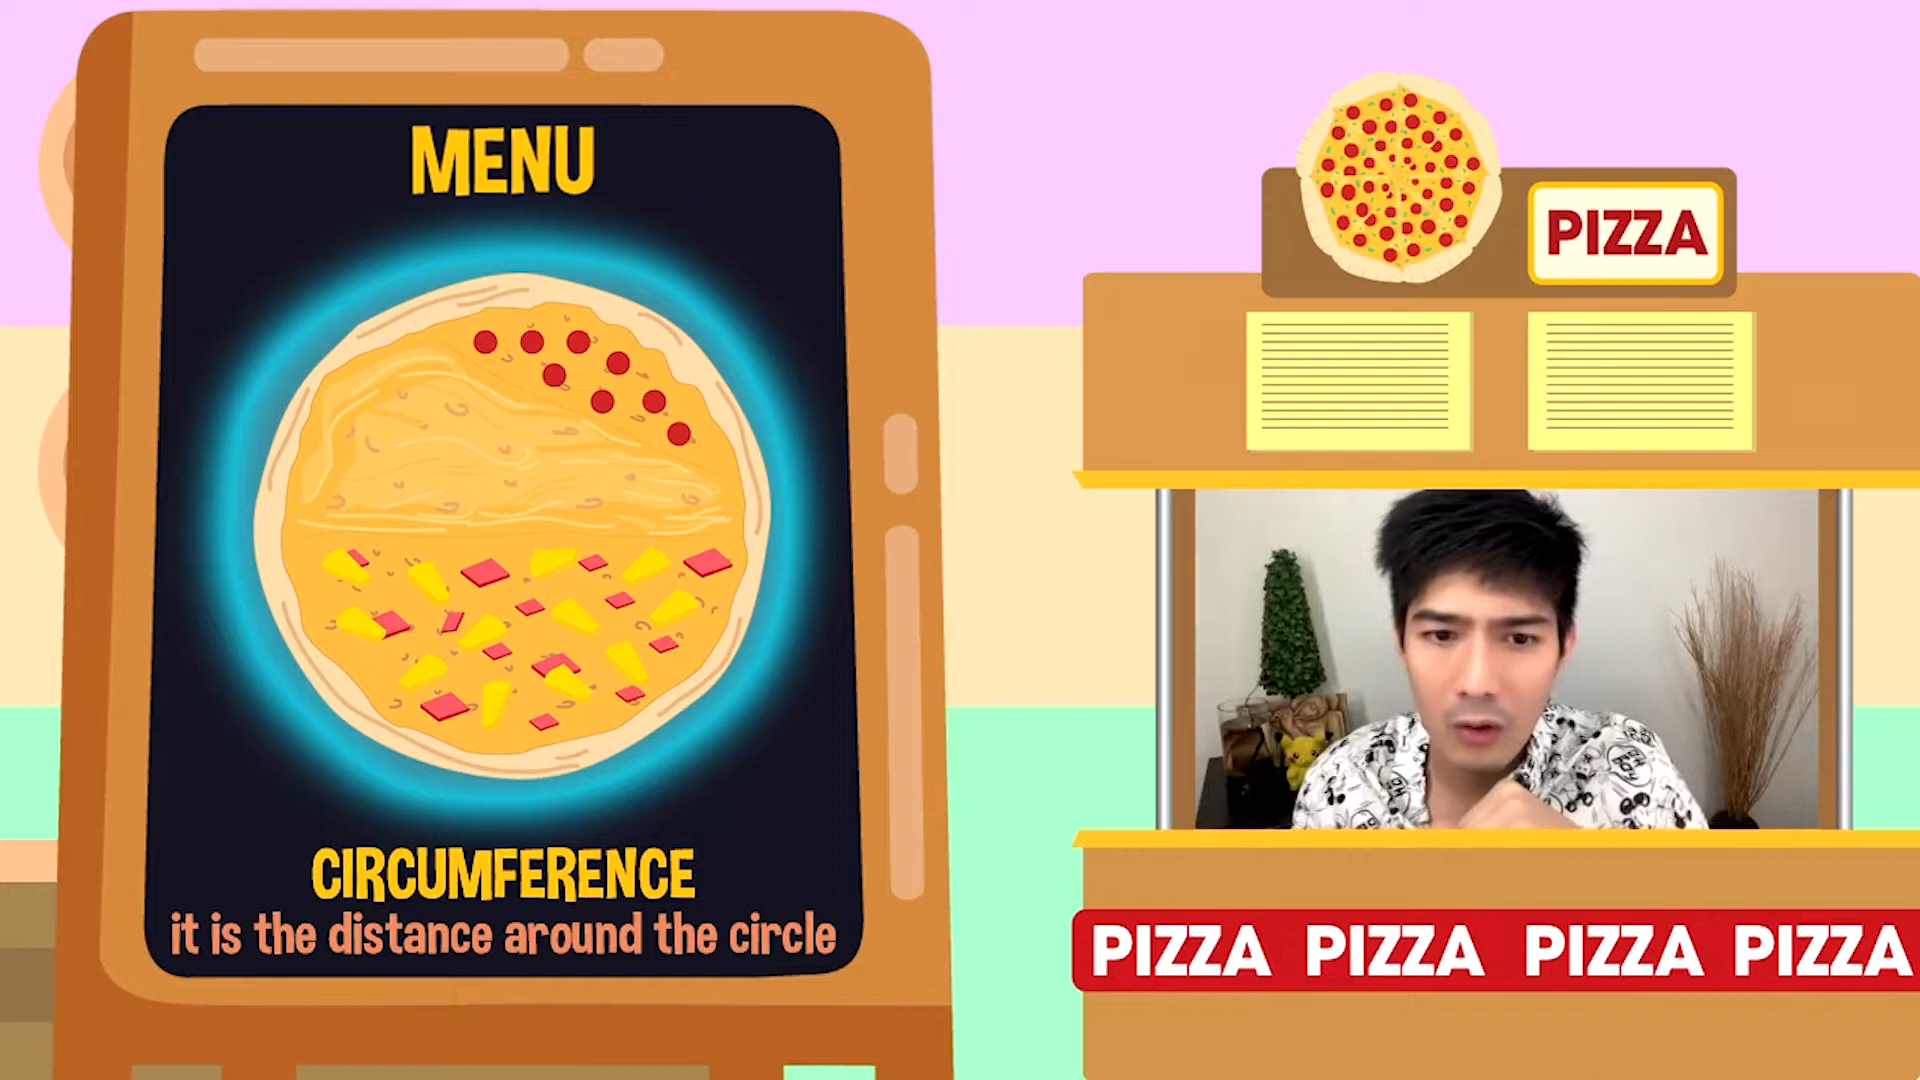 MENU
CIRCUMFERENCE
it is the distance around the circle
PIZZA
PIZZA PIZZA PIZZA PIZZA